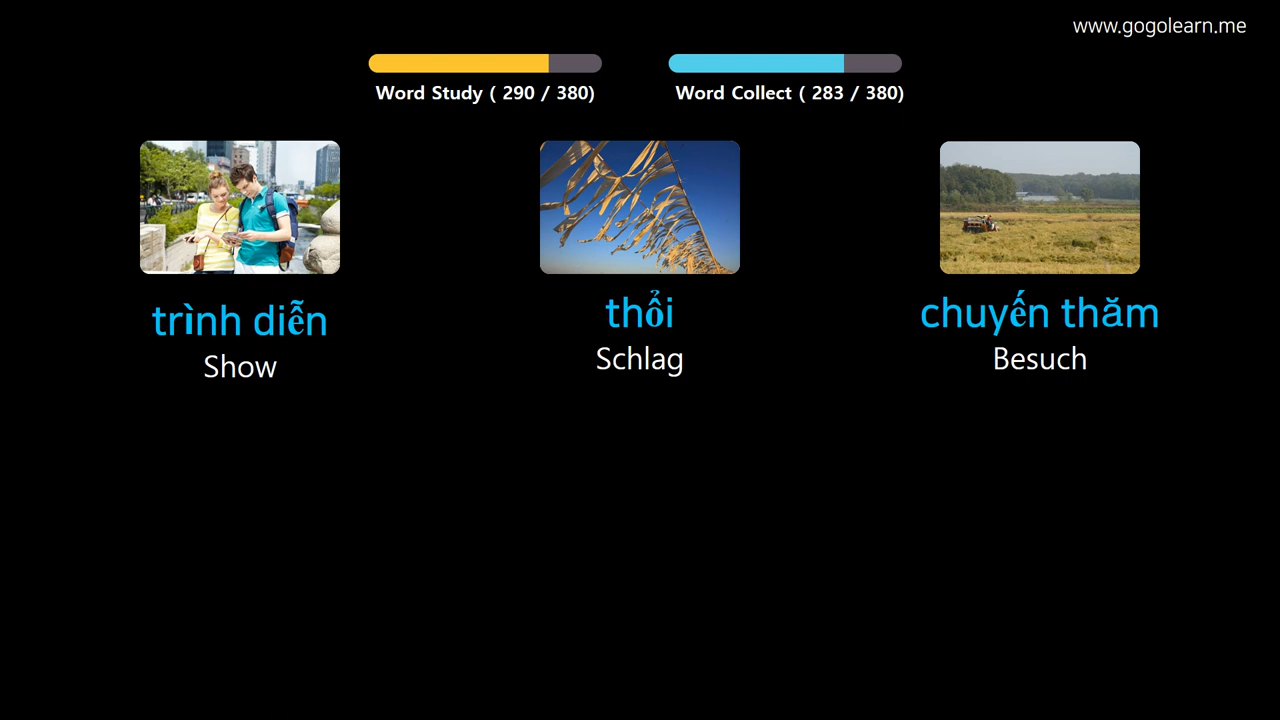 www.gogolearn.me
Word Study ( 290 / 380)
Word Collect ( 283 / 380)
trình diễn
Show
thổi
Schlag
chuyến thăm
Besuch